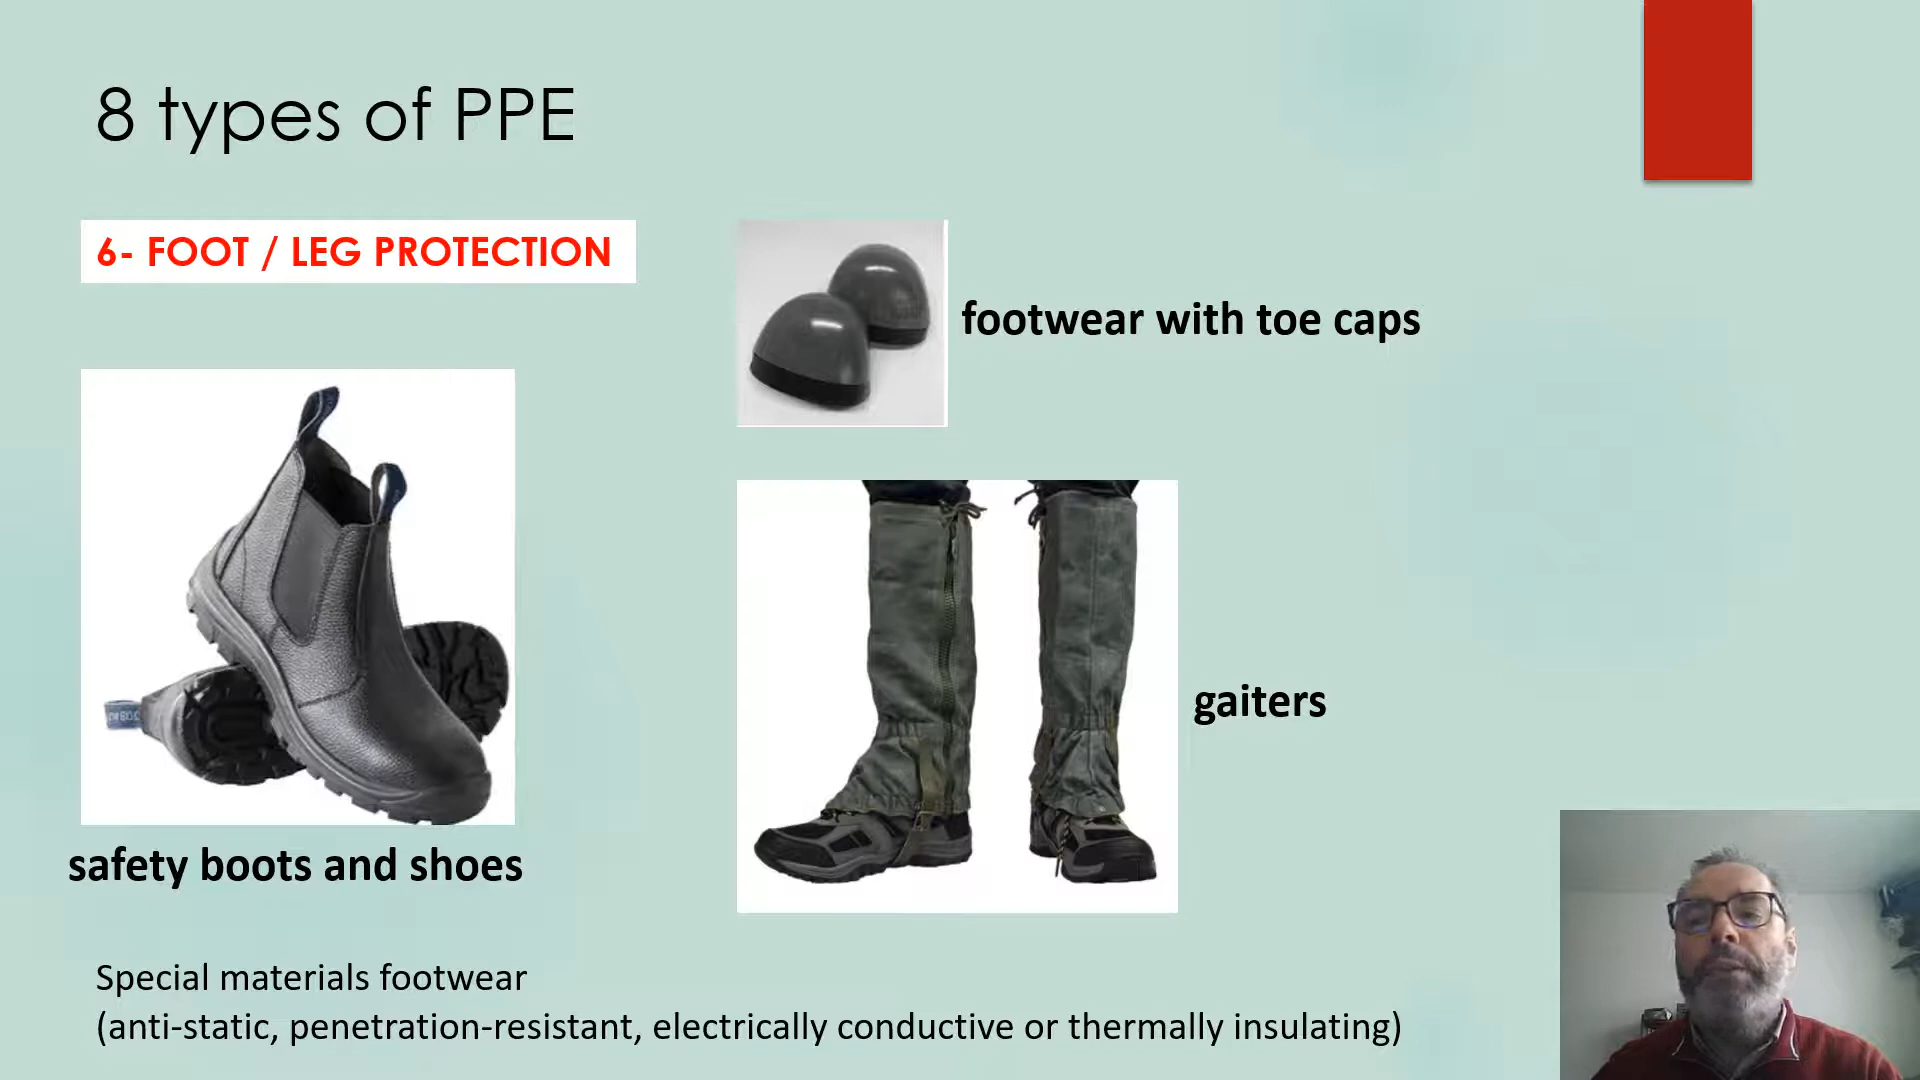 8 types of PPE
6- FOOT / LEG PROTECTION
footwear with toe caps
gaiters
safety boots and shoes
Special materials footwear
(anti-static, penetration-resistant, electrically conductive or thermally insulating)